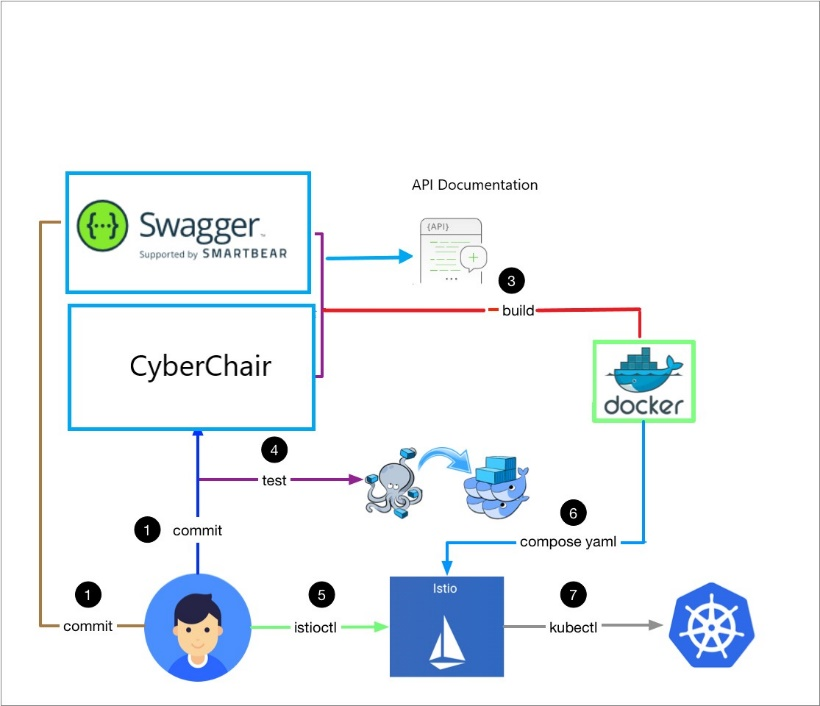 API Documentation
{···} Swagger™
Supported by SMARTBEAR
{API}
+
...
3
build
CyberChair
docker
4
test
6
1 commit
compose yaml
Istio
1
commit
5
istioctl
7
kubectl